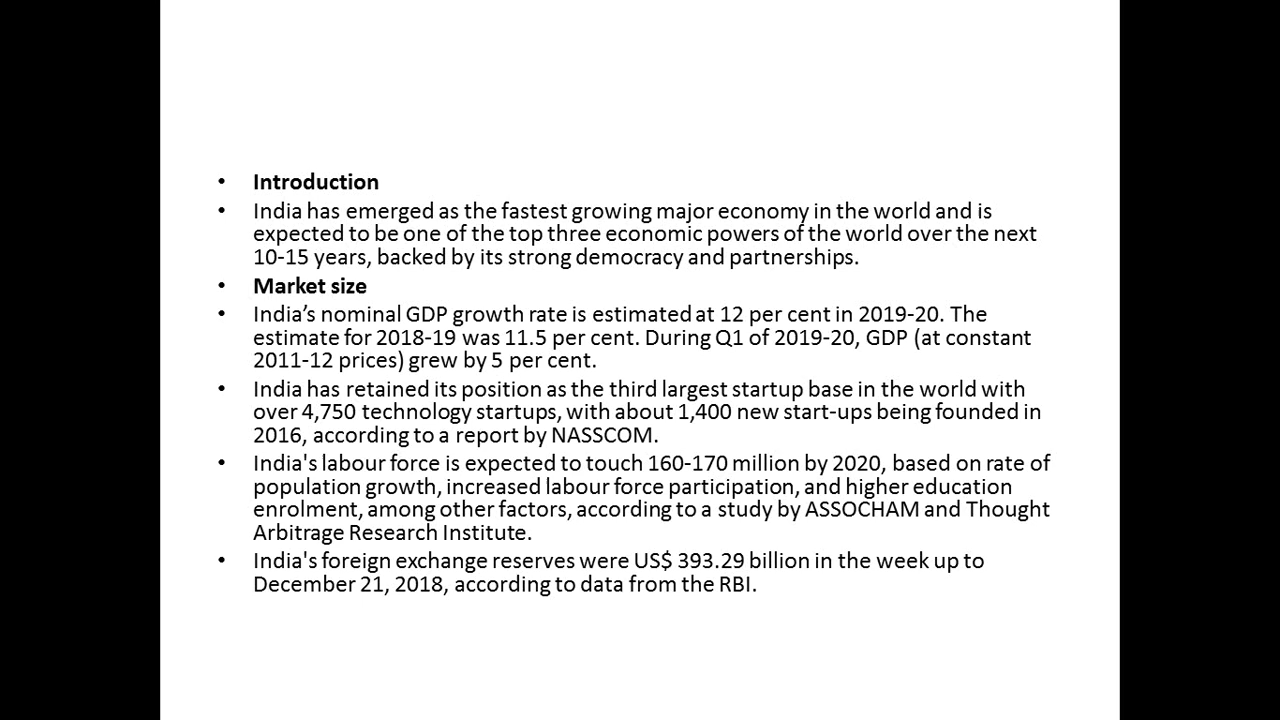 • Introduction
• India has emerged as the fastest growing major economy in the world and is
expected to be one of the top three economic powers of the world over the next
10-15 years, backed by its strong democracy and partnerships.
• Market size
• India’s nominal GDP growth rate is estimated at 12 per cent in 2019-20. The
estimate for 2018-19 was 11.5 per cent. During Q1 of 2019-20, GDP (at constant
2011-12 prices) grew by 5 per cent.
• India has retained its position as the third largest startup base in the world with
over 4,750 technology startups, with about 1,400 new start-ups being founded in
2016, according to a report by NASSCOM.
• India's labour force is expected to touch 160-170 million by 2020, based on rate of
population growth, increased labour force participation, and higher education
enrolment, among other factors, according to a study by ASSOCHAM and Thought
Arbitrage Research Institute.
• India's foreign exchange reserves were US$ 393.29 billion in the week up to
December 21, 2018, according to data from the RBI.